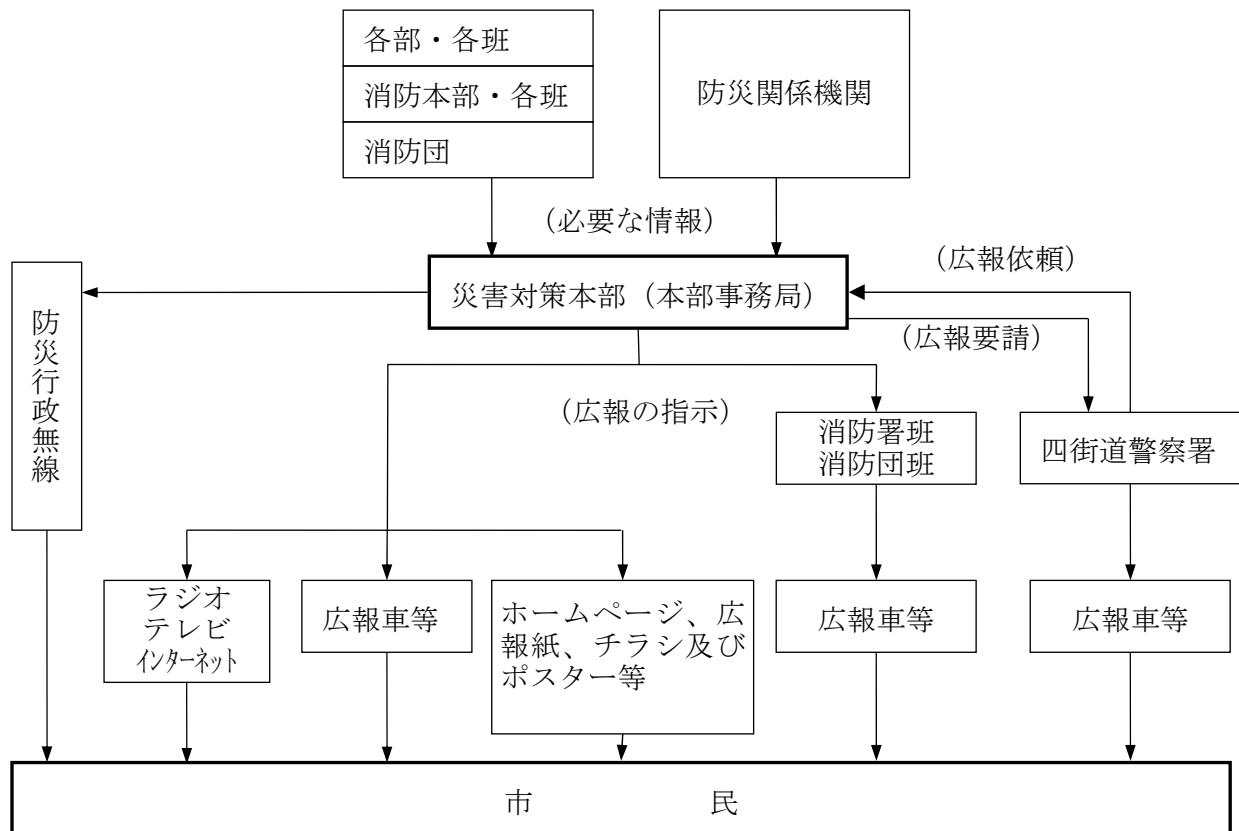 各部・各班
消防本部・各班
消防団
防災関係機関
（必要な情報）
（広報依頼）
災害対策本部（本部事務局）
（広報要請）
防災行政無線
（広報の指示）
消防署班
消防団班
四街道警察署
ラジオ
テレビ
インターネット
広報車等
ホームページ、広
報紙、チラシ及び
ポスター等
広報車等
広報車等
市　　　　　民